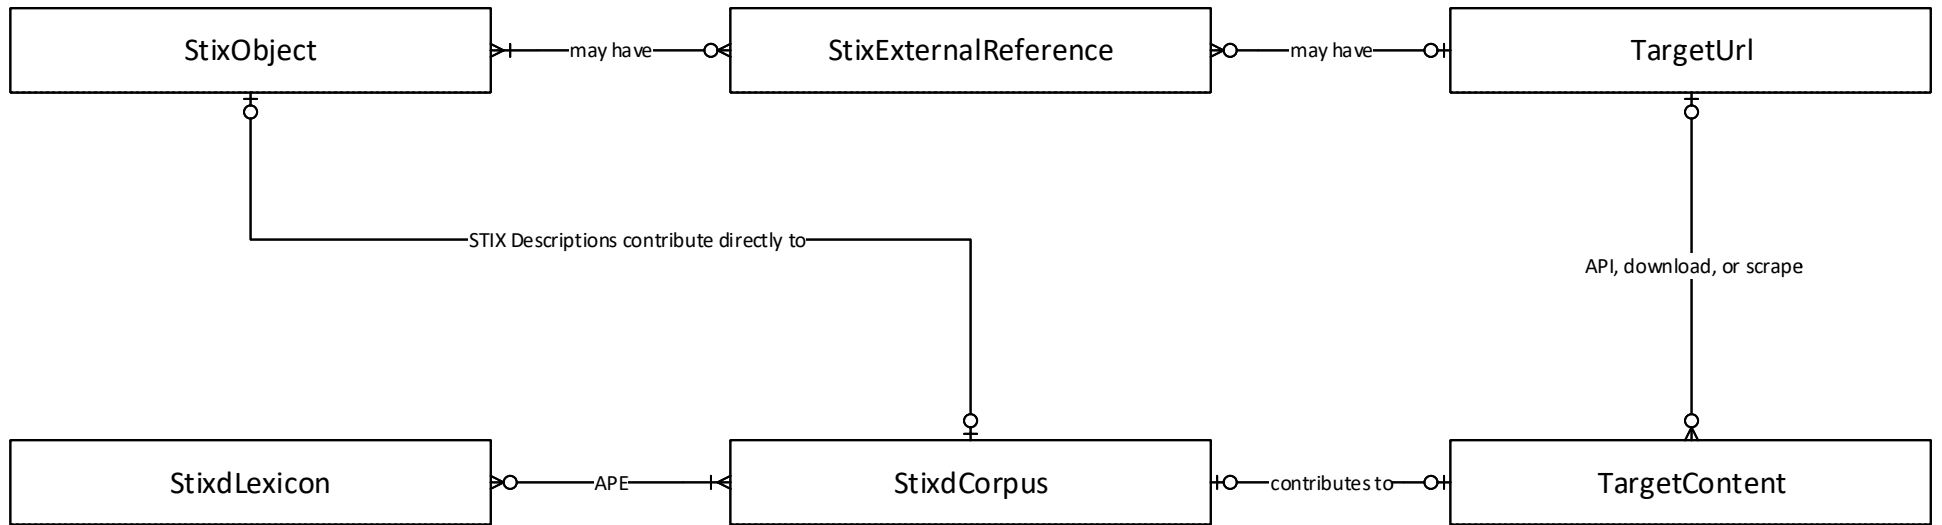 StixObject
may have
StixExternalReference
may have
TargetUrl
STIX Descriptions contribute directly to
API, download, or scrape
StixdLexicon
APE
StixdCorpus
contributes to
TargetContent